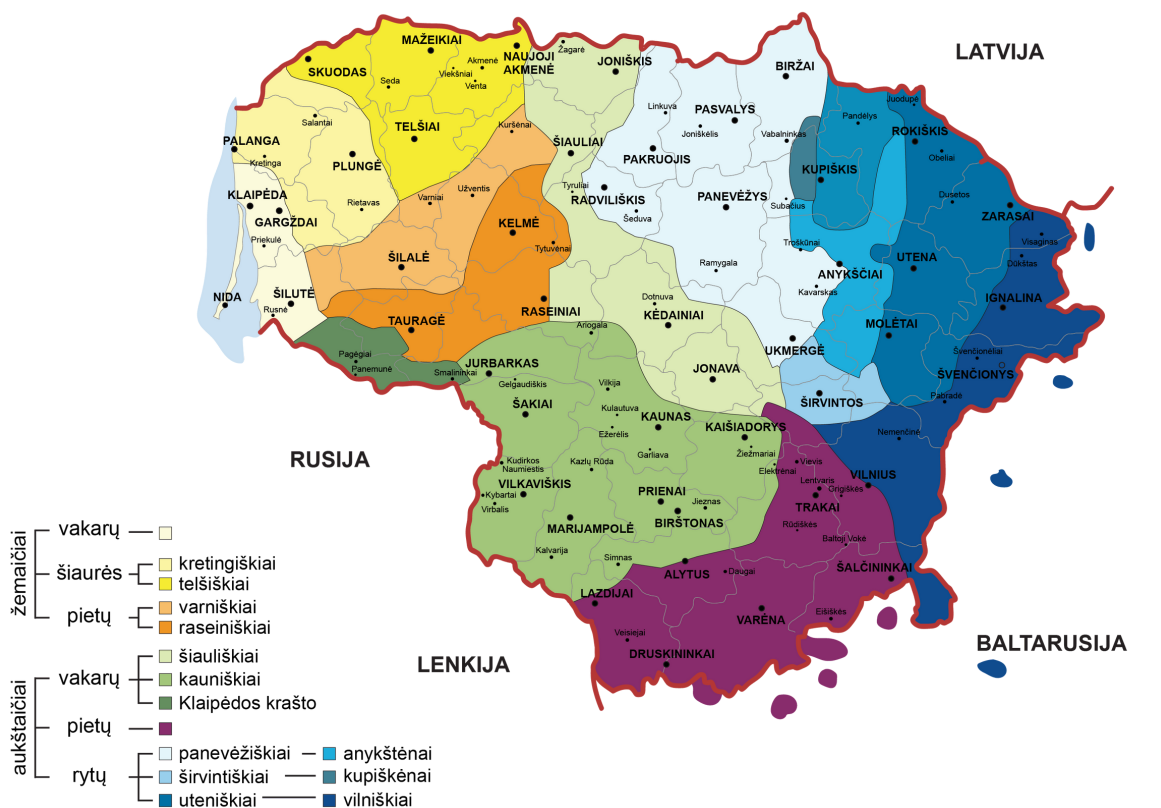 LATVIJA
MAŽEIKIAI
SKUODAS
Seda
Viekšniai
Akmenė
Venta
NAUJOJI
AKMENĖ
Žagarė
JONIŠKIS
BIRŽAI
Linkuva
PASVALYS
Joniškėlis
Vabalninkas
Pandėlys
Juodupė
ROKIŠKIS
Obeliai
Salantai
TELŠIAI
Kuršėnai
ŠIAULIAI
PAKRUOJIS
KUPIŠKIS
PALANGA
Kretinga
PLUNGĖ
KLAIPĖDA
GARGŽDAI
Rietavas
Varniai
Užventis
Tyruliai
RADVILIŠKIS
Šeduva
PANEVĖŽYS
Subačius
Dusetos
ZARASAI
Visaginas
Dūkštas
Priekulė
KELMĖ
Tytuvėnai
ŠILALĖ
Ramygala
Troškūnai
ANYKŠČIAI
Kavarskas
UTENA
IGNALINA
NIDA
ŠILUTĖ
Rusnė
TAURAGĖ
RASEINIAI
Dotnuva
KĖDAINIAI
Ariogala
UKMERGĖ
MOLĖTAI
Švenčionėliai
ŠVENČIONYS
Pabradė
Pagėgiai
Panemunė
Smalininkai
JURBARKAS
Gelgaudiškis
JONAVA
ŠIRVINTOS
ŠAKIAI
Vilkija
Kulautuva
Ežerėlis
KAUNAS
Garliava
KAIŠIADORYS
Žiežmariai
Elektrėnai
Vievis
Nemenčinė
RUSIJA
Kudirkos
Naumiestis
Kazlų Rūda
VILKAVIŠKIS
Kybartai
Virbalis
PRIENAI
BIRŠTONAS
Jieznas
Lentvaris
Grigiškės
TRAKAI
VILNIUS
Rūdiškės
Baltoji Vokė
MARIJAMPOLĖ
Kalvarija
Simnas
ALYTUS
Daugai
ŠALČININKAI
LAZDIJAI
VARĖNA
Eišiškės
Veisiejai
DRUSKININKAI
LENKIJA
BALTARUSIJA
žemaičiai
vakarų
šiaurės
kretingiškiai
telšiškiai
pietų
varniškiai
raseiniškiai
aukštaičiai
vakarų
šiauliškiai
kauniškiai
Klaipėdos krašto
pietų
rytų
panevėžiškiai
anykštėnai
širvintiškiai
kupiškėnai
uteniškiai
vilniškiai